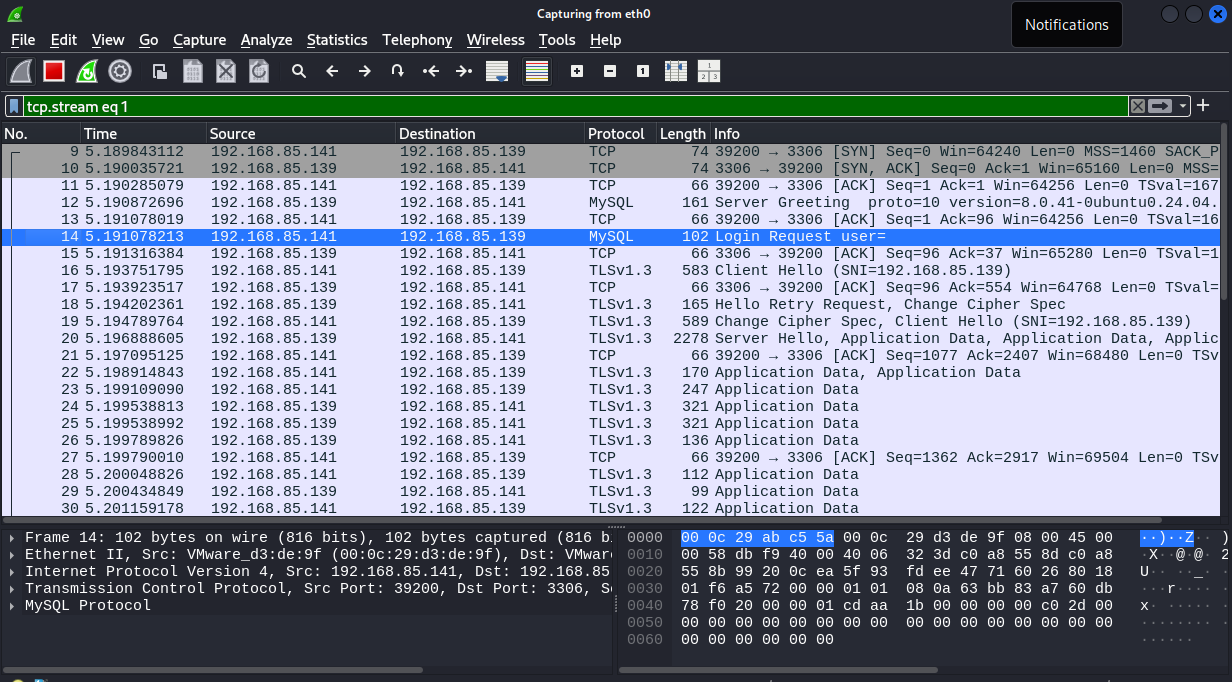 Capturing from eth0
Notifications
File Edit View Go Capture Analyze Statistics Telephony Wireless Tools Help
tcp.stream eq 1
No. Time Source Destination Protocol Length Info
9 5.189843112 192.168.85.141 192.168.85.139 TCP 74 39200 → 3306 [SYN] Seq=0 Win=64240 Len=0 MSS=1460 SACK_P
10 5.190035721 192.168.85.139 192.168.85.141 TCP 74 3306 → 39200 [SYN, ACK] Seq=0 Ack=1 Win=65160 Len=0 MSS=
11 5.190285079 192.168.85.141 192.168.85.139 TCP 66 39200 → 3306 [ACK] Seq=1 Ack=1 Win=64256 Len=0 TSval=167
12 5.190872696 192.168.85.139 192.168.85.141 MySQL 161 Server Greeting proto=10 version=8.0.41-0ubuntu0.24.04.
13 5.191078019 192.168.85.141 192.168.85.139 TCP 66 39200 → 3306 [ACK] Seq=1 Ack=96 Win=64256 Len=0 TSval=16
14 5.191078213 192.168.85.141 192.168.85.139 MySQL 102 Login Request user=
15 5.191316384 192.168.85.139 192.168.85.141 TCP 66 3306 → 39200 [ACK] Seq=96 Ack=37 Win=65280 Len=0 TSval=1
16 5.193751795 192.168.85.141 192.168.85.139 TLSv1.3 583 Client Hello (SNI=192.168.85.139)
17 5.193923517 192.168.85.139 192.168.85.141 TCP 66 3306 → 39200 [ACK] Seq=96 Ack=554 Win=64768 Len=0 TSval=
18 5.194202361 192.168.85.139 192.168.85.141 TLSv1.3 165 Hello Retry Request, Change Cipher Spec
19 5.194789764 192.168.85.141 192.168.85.139 TLSv1.3 589 Change Cipher Spec, Client Hello (SNI=192.168.85.139)
20 5.196888605 192.168.85.139 192.168.85.141 TLSv1.3 2278 Server Hello, Application Data, Application Data, Applic
21 5.197095125 192.168.85.141 192.168.85.139 TCP 66 39200 → 3306 [ACK] Seq=1077 Ack=2407 Win=68480 Len=0 TSv
22 5.198914843 192.168.85.141 192.168.85.139 TLSv1.3 170 Application Data, Application Data
23 5.199109090 192.168.85.141 192.168.85.139 TLSv1.3 247 Application Data
24 5.199538813 192.168.85.139 192.168.85.141 TLSv1.3 321 Application Data
25 5.199538992 192.168.85.139 192.168.85.141 TLSv1.3 321 Application Data
26 5.199789826 192.168.85.139 192.168.85.141 TLSv1.3 136 Application Data
27 5.199790010 192.168.85.141 192.168.85.139 TCP 66 39200 → 3306 [ACK] Seq=1362 Ack=2917 Win=69504 Len=0 TSv
28 5.200048826 192.168.85.141 192.168.85.139 TLSv1.3 112 Application Data
29 5.200434849 192.168.85.139 192.168.85.141 TLSv1.3 99 Application Data
30 5.201159178 192.168.85.141 192.168.85.139 TLSv1.3 122 Application Data
Frame 14: 102 bytes on wire (816 bits), 102 bytes captured (816 b
Ethernet II, Src: VMware_d3:de:9f (00:0c:29:d3:de:9f), Dst: VMwar
Internet Protocol Version 4, Src: 192.168.85.141, Dst: 192.168.85
Transmission Control Protocol, Src Port: 39200, Dst Port: 3306, S
MySQL Protocol
0000 00 0c 29 ab c5 5a 00 0c 29 d3 de 9f 08 00 45 00 ··)··Z·· )
0010 00 58 db f9 40 00 40 06 32 3d c0 a8 55 8d c0 a8 ·X··@·@· 2
0020 55 8b 99 20 0c ea 5f 93 fd ee 47 71 60 26 80 18 U·· ··_·
0030 01 f6 a5 72 00 00 01 01 08 0a 63 bb 83 a7 60 db ···r····
0040 78 f0 20 00 00 01 cd aa 1b 00 00 00 00 c0 2d 00 x· ·····
0050 00 00 00 00 00 00 00 00 00 00 00 00 00 00 00 00 ········
0060 00 00 00 00 00 00 ······